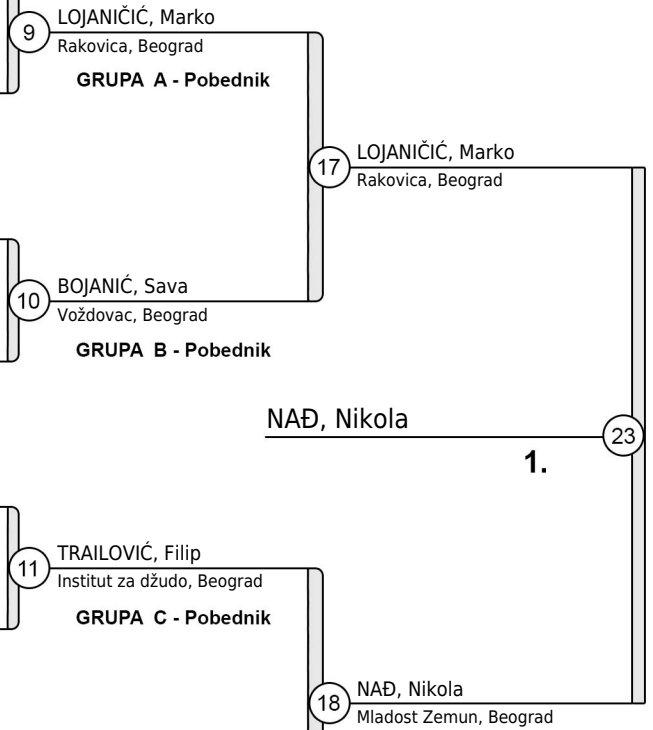 LOJANIČIĆ, Marko
9
Rakovica, Beograd
GRUPA A - Pobednik
LOJANIČIĆ, Marko
17
Rakovica, Beograd
BOJANIĆ, Sava
10
Voždovac, Beograd
GRUPA B - Pobednik
NAĐ, Nikola
23
1.
TRAILOVIĆ, Filip
11
Institut za džudo, Beograd
GRUPA C - Pobednik
NAĐ, Nikola
18
Mladost Zemun, Beograd